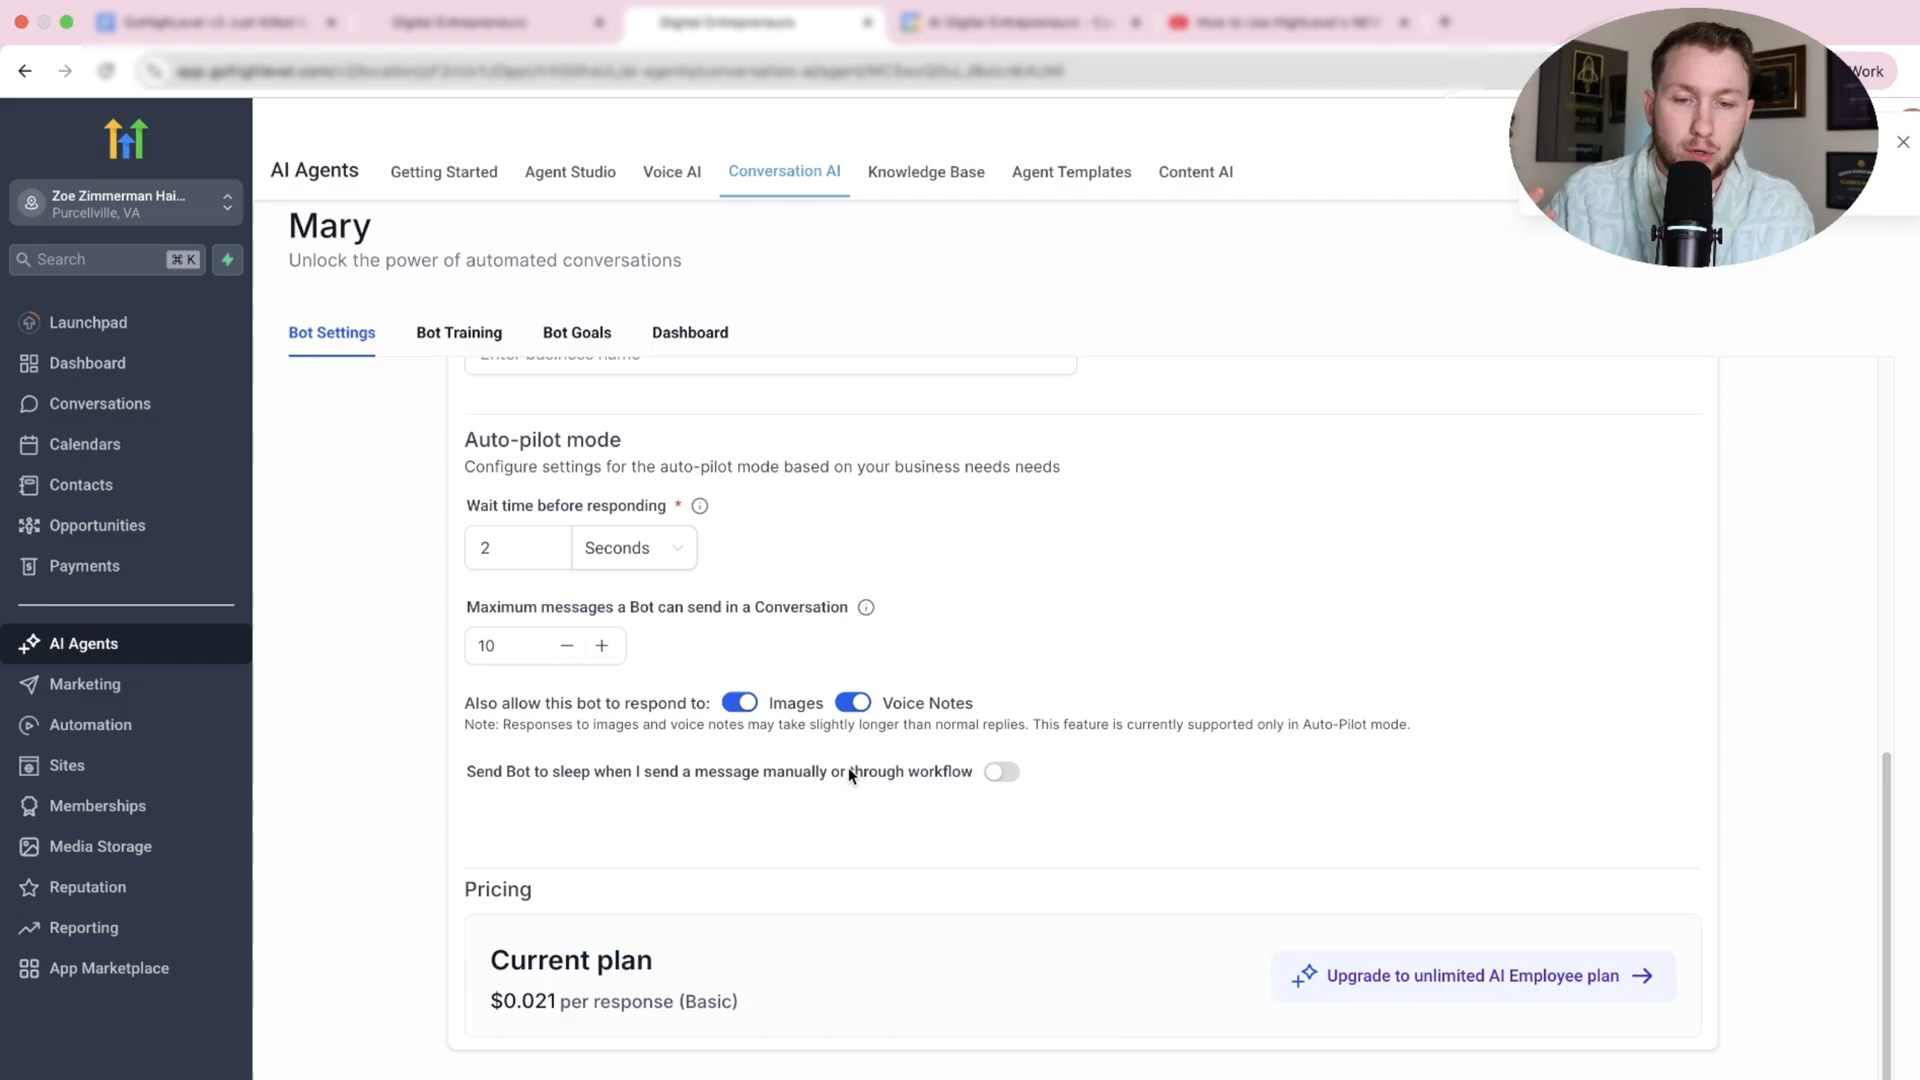 Work
Zoe Zimmerman Hai...
Purcellville, VA
Search
⌘ K
Launchpad
Dashboard
Conversations
Calendars
Contacts
Opportunities
Payments
AI Agents
Marketing
Automation
Sites
Memberships
Media Storage
Reputation
Reporting
App Marketplace
AI Agents
Getting Started
Agent Studio
Voice AI
Conversation AI
Knowledge Base
Agent Templates
Content AI
Mary
Unlock the power of automated conversations
Bot Settings
Bot Training
Bot Goals
Dashboard
Enter business name
Auto-pilot mode
Configure settings for the auto-pilot mode based on your business needs needs
Wait time before responding *
2
Seconds
Maximum messages a Bot can send in a Conversation
10
Also allow this bot to respond to:
Images
Voice Notes
Note: Responses to images and voice notes may take slightly longer than normal replies. This feature is currently supported only in Auto-Pilot mode.
Send Bot to sleep when I send a message manually or through workflow
Pricing
Current plan
$0.021 per response (Basic)
Upgrade to unlimited AI Employee plan